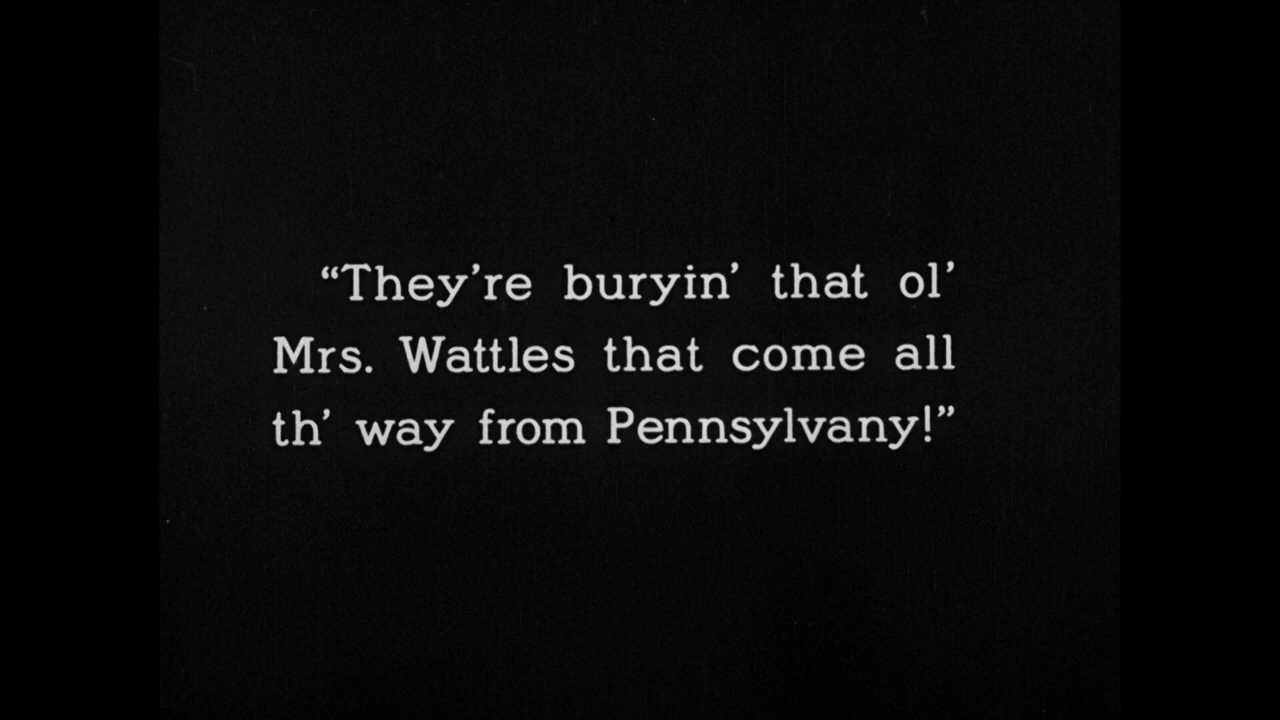 “They’re buryin’ that ol’
Mrs. Wattles that come all
th’ way from Pennsylvany!”